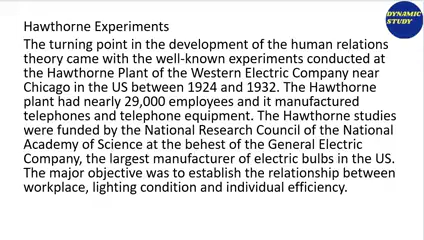 DYNAMIC
STUDY
Hawthorne Experiments
The turning point in the development of the human relations
theory came with the well-known experiments conducted at
the Hawthorne Plant of the Western Electric Company near
Chicago in the US between 1924 and 1932. The Hawthorne
plant had nearly 29,000 employees and it manufactured
telephones and telephone equipment. The Hawthorne studies
were funded by the National Research Council of the National
Academy of Science at the behest of the General Electric
Company, the largest manufacturer of electric bulbs in the US.
The major objective was to establish the relationship between
workplace, lighting condition and individual efficiency.